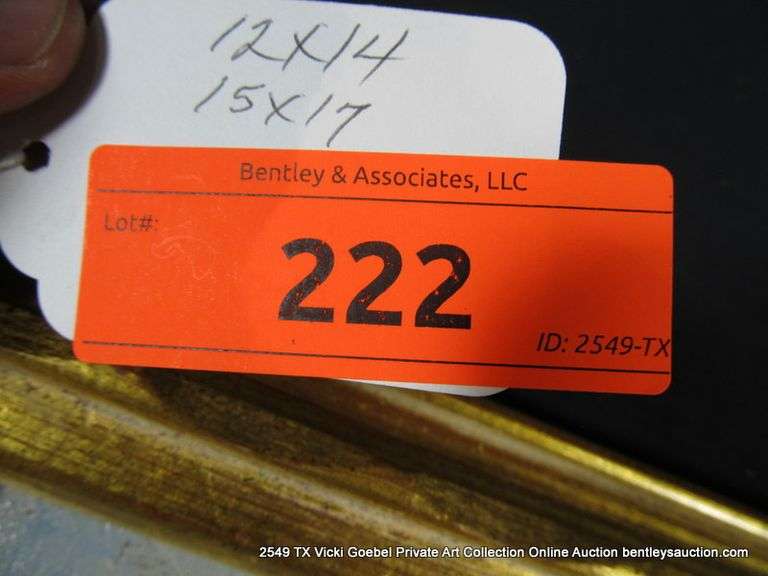 12X14
15X17
Bentley & Associates, LLC
Lot#:
222
ID: 2549-TX
2549 TX Vicki Goebel Private Art Collection Online Auction bentleysauction.com